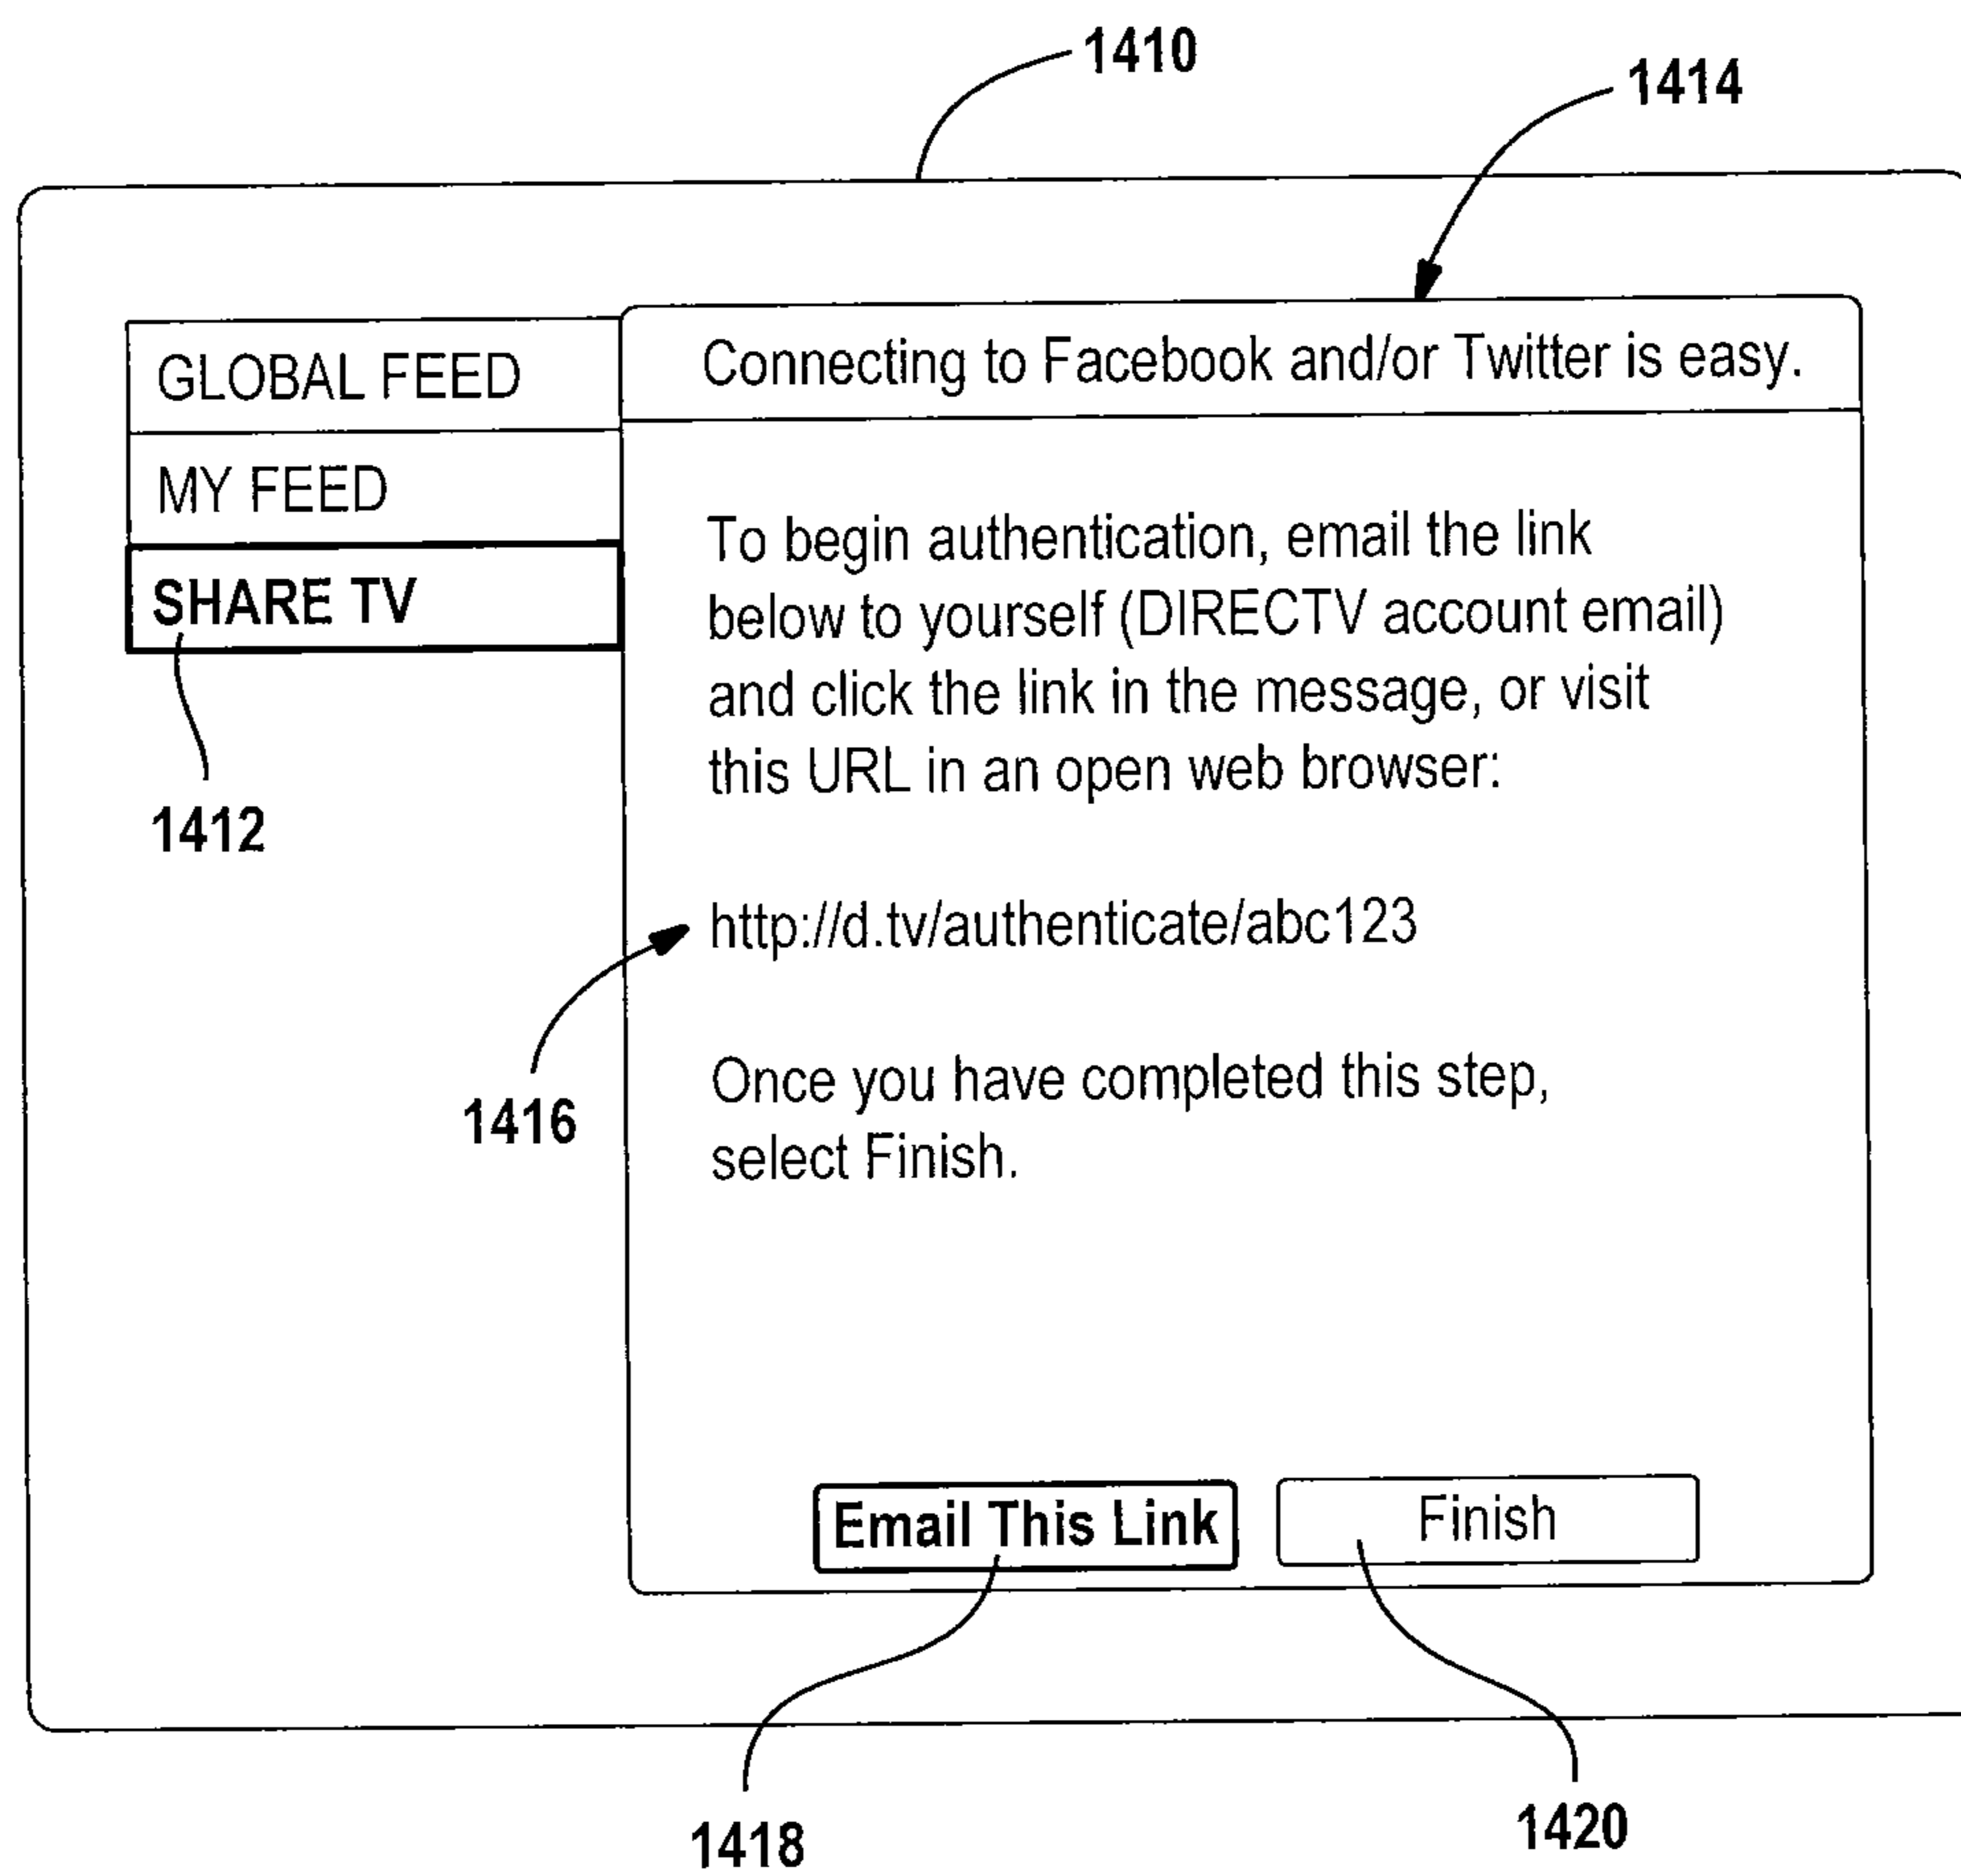 1410
1414
GLOBAL FEED
MY FEED
SHARE TV
1412
Connecting to Facebook and/or Twitter is easy.
To begin authentication, email the link
below to yourself (DIRECTV account email)
and click the link in the message, or visit
this URL in an open web browser:
http://d.tv/authenticate/abc123
1416
Once you have completed this step,
select Finish.
Email This Link
Finish
1418
1420